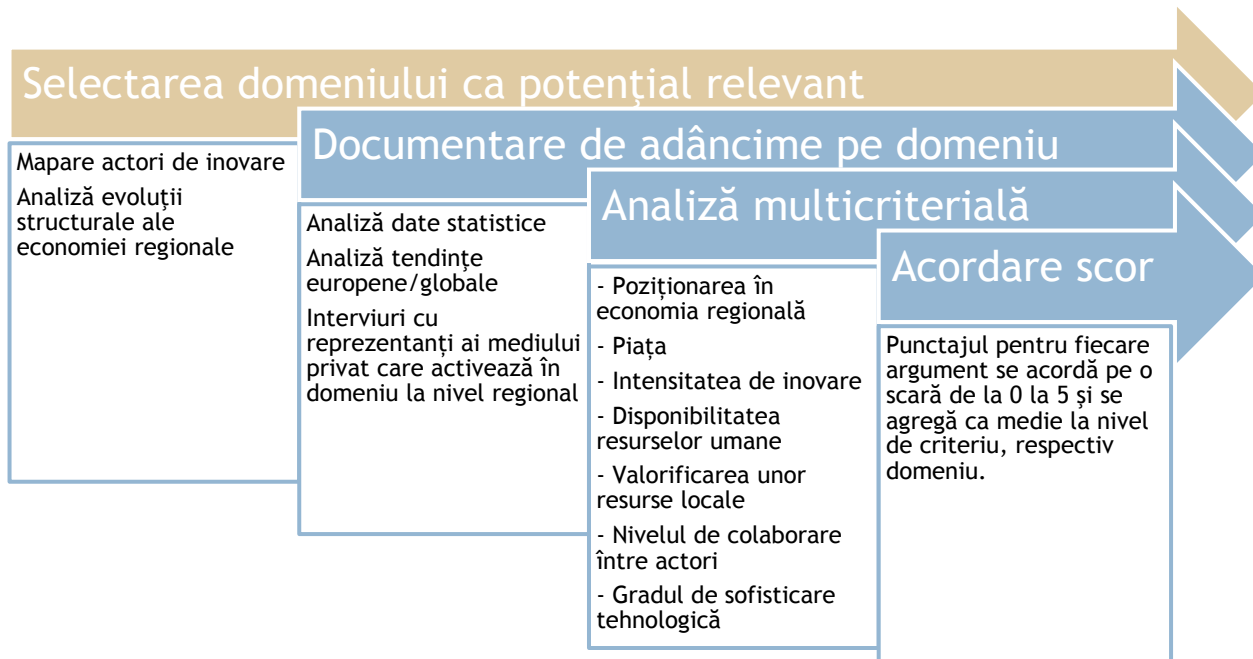 Selectarea domeniului ca potenţial relevant
Mapare actori de inovare
Analiză evoluţii
structurale ale
economiei regionale
Documentare de adâncime pe domeniu
Analiză date statistice
Analiză tendinţe
europene/globale
Interviuri cu
reprezentanți ai mediului
privat care activează în
domeniu la nivel regional
Analiză multicriterială
- Poziționarea în
economia regională
- Piața
- Intensitatea de inovare
- Disponibilitatea
resurselor umane
- Valorificarea unor
resurse locale
- Nivelul de colaborare
între actori
- Gradul de sofisticare
tehnologică
Acordare scor
Punctajul pentru fiecare
argument se acordă pe o
scară de la 0 la 5 şi se
agregă ca medie la nivel
de criteriu, respectiv
domeniu.